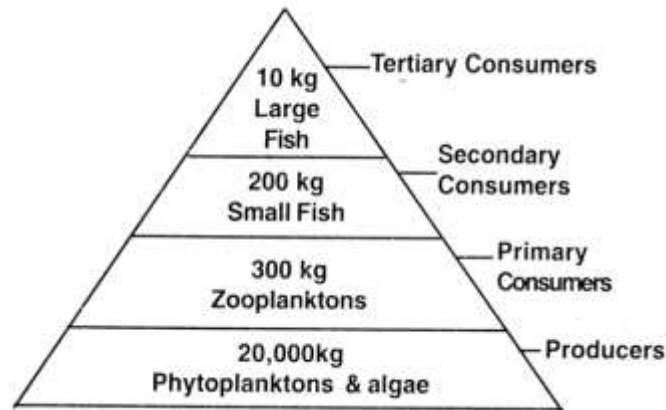 10 kg
Large
Fish
Tertiary Consumers
200 kg
Small Fish
Secondary
Consumers
300 kg
Zooplanktons
Primary
Consumers
20,000kg
Phytoplanktons & algae
Producers